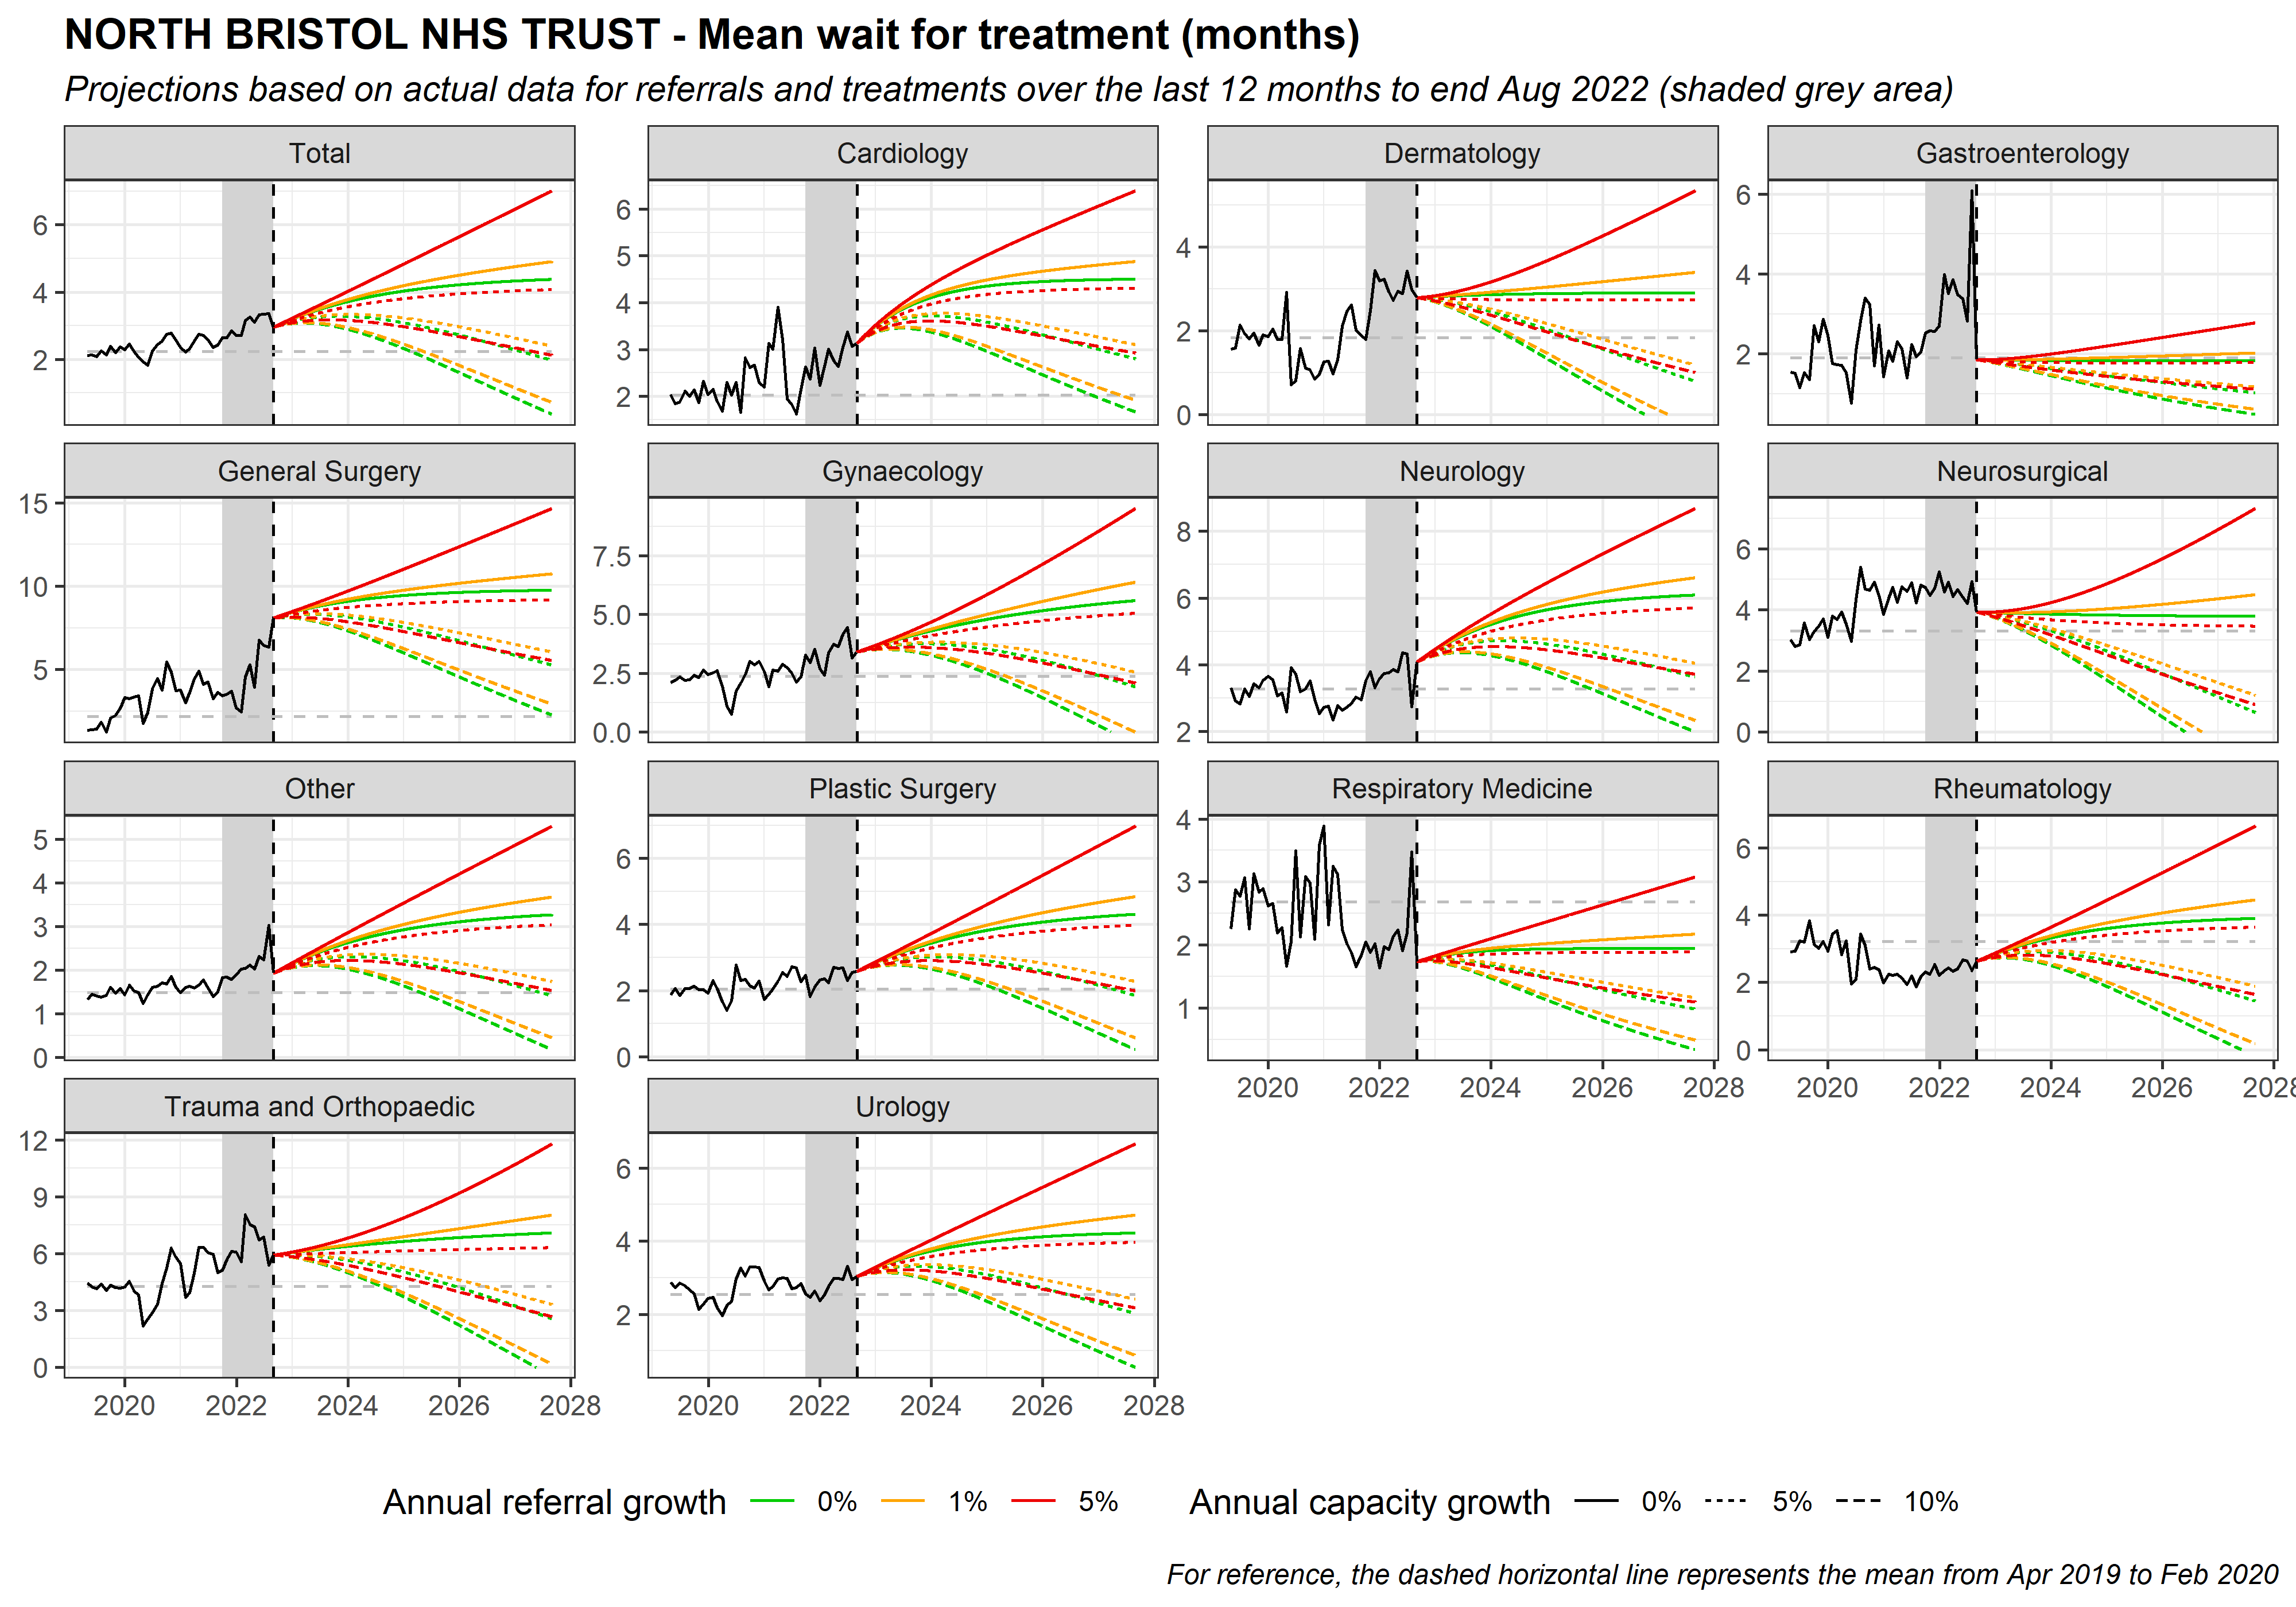 NORTH BRISTOL NHS TRUST - Mean wait for treatment (months)
Projections based on actual data for referrals and treatments over the last 12 months to end Aug 2022 (shaded grey area)
Total
6
4
2
Cardiology
6
5
4
3
2
Dermatology
4
2
0
Gastroenterology
6
4
2
General Surgery
15
10
5
Gynaecology
7.5
5.0
2.5
0.0
Neurology
8
6
4
2
Neurosurgical
6
4
2
0
Other
5
4
3
2
1
0
Plastic Surgery
6
4
2
0
Respiratory Medicine
4
3
2
1
2020 2022 2024 2026 2028
Rheumatology
6
4
2
0
2020 2022 2024 2026 2028
Trauma and Orthopaedic
12
9
6
3
0
2020 2022 2024 2026 2028
Urology
6
4
2
2020 2022 2024 2026 2028
Annual referral growth 0% 1% 5% Annual capacity growth 0% 5% 10%
For reference, the dashed horizontal line represents the mean from Apr 2019 to Feb 2020